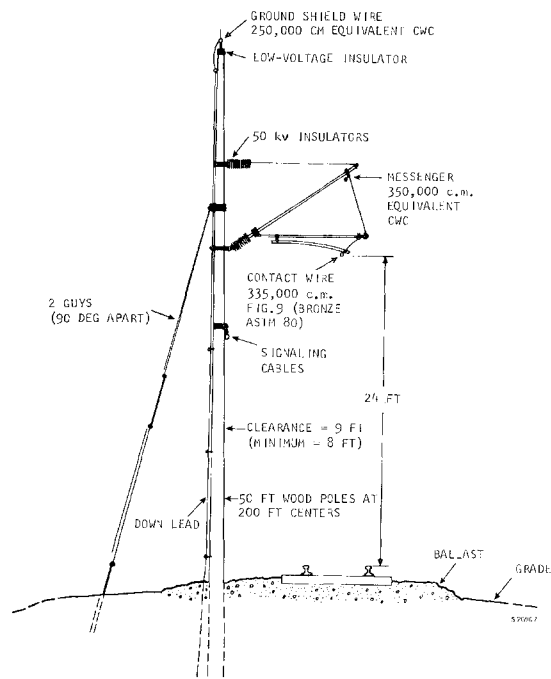 GROUND SHIELD WIRE
250,000 CM EQUIVALENT CWC
LOW-VOLTAGE INSULATOR
50 kv INSULATORS
MESSENGER
350,000 c.m.
EQUIVALENT
CWC
CONTACT WIRE
335,000 c.m.
FIG.9 (BRONZE
ASTM 80)
2 GUYS
(90 DEG APART)
SIGNALING
CABLES
24 FT
CLEARANCE = 9 FT
(MINIMUM = 8 FT)
50 FT WOOD POLES AT
200 FT CENTERS
DOWN LEAD
BALLAST
GRADE